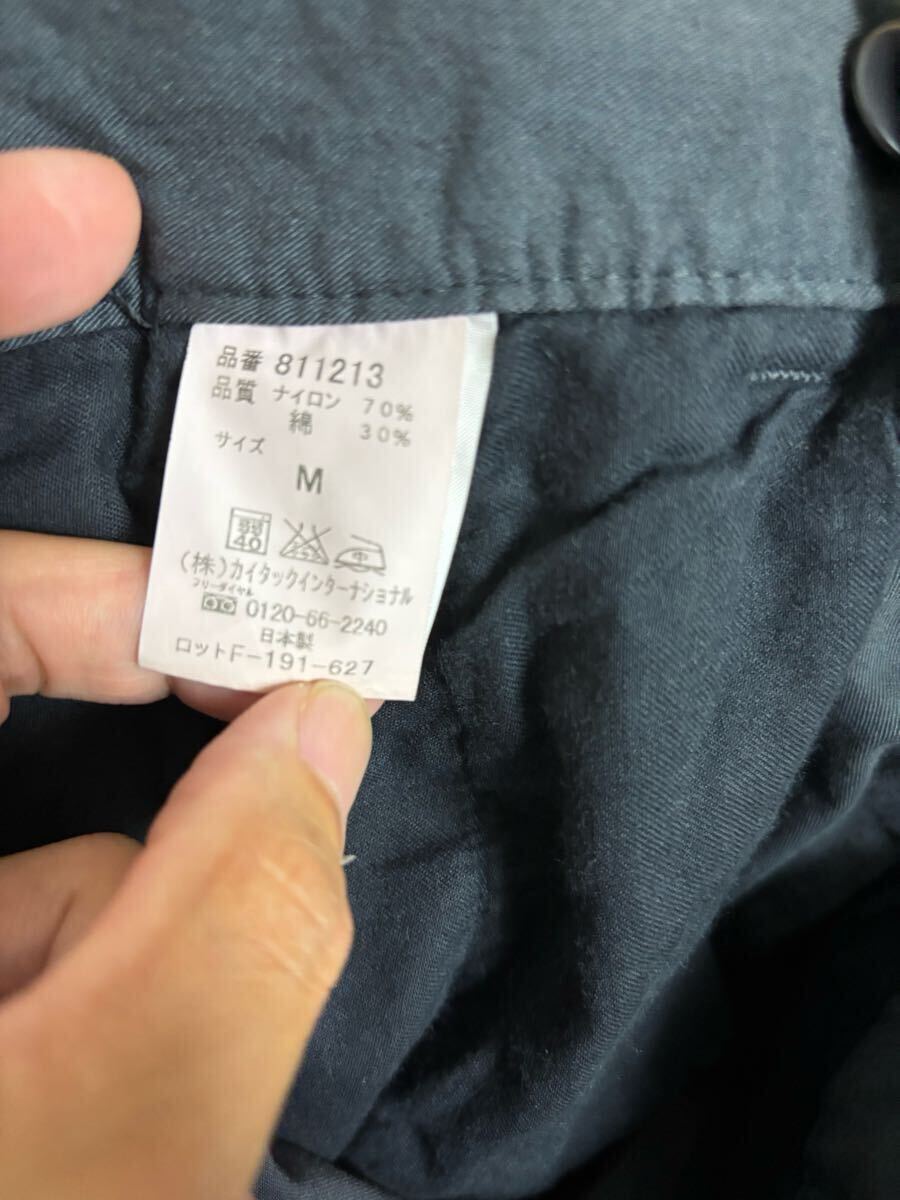 品番 811213
品質 ナイロン 70%
綿 30%
サイズ
M
弱
40
中
(株)カイタックインターナショナル
フリーダイヤル
0120-66-2240
日本製
ロットF-191-627